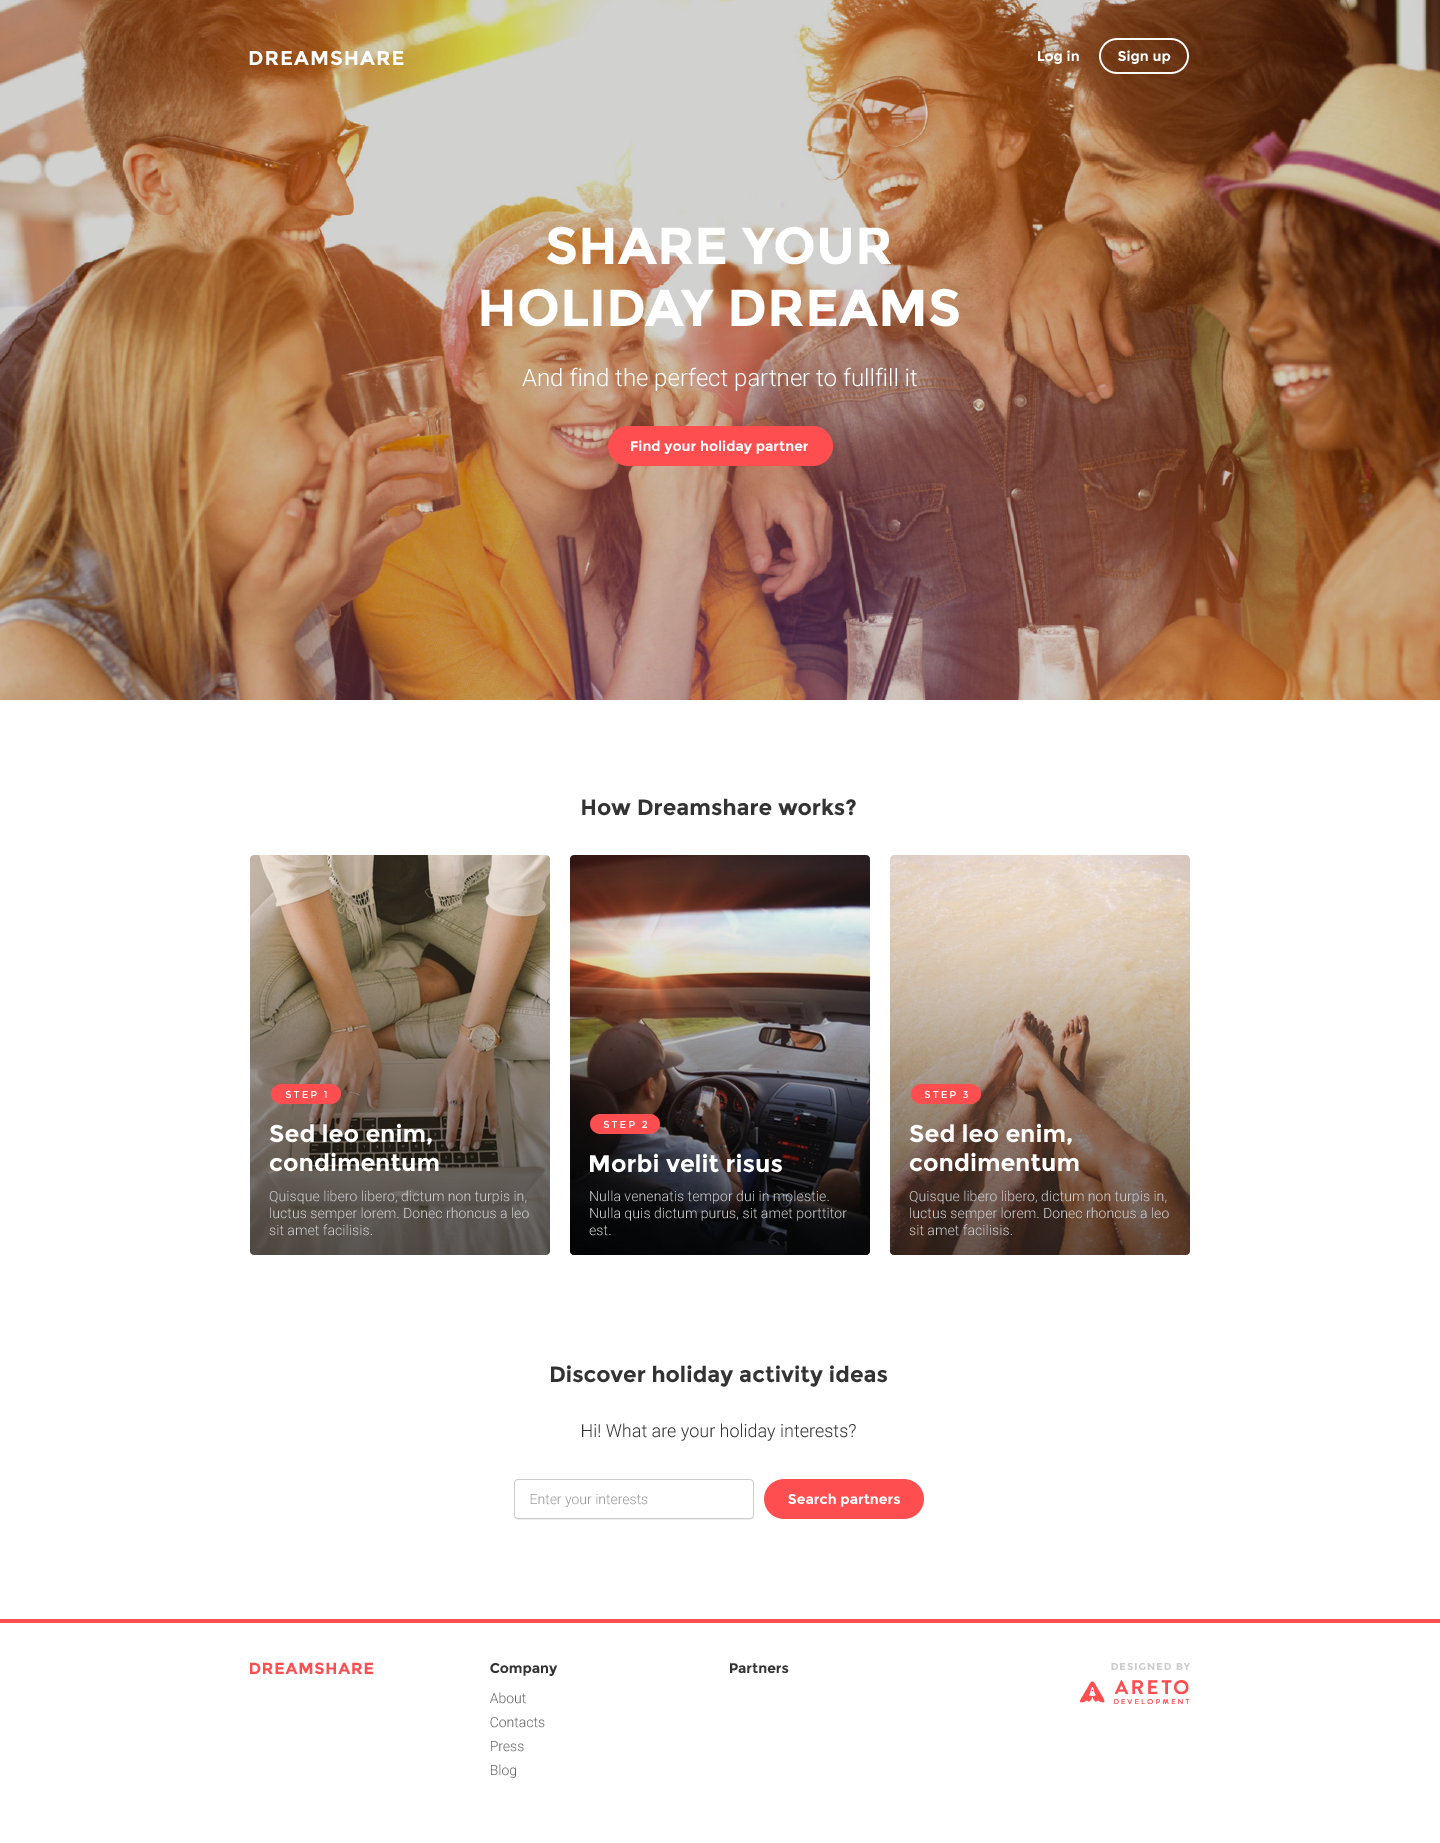 DREAMSHARE
Log in
Sign up
SHARE YOUR
HOLIDAY DREAMS
And find the perfect partner to fullfill it
Find your holiday partner
How Dreamshare works?
STEP 1
Sed leo enim,
condimentum
Quisque libero libero, dictum non turpis in,
luctus semper lorem. Donec rhoncus a leo
sit amet facilisis.
STEP 2
Morbi velit risus
Nulla venenatis tempor dui in molestie.
Nulla quis dictum purus, sit amet porttitor
est.
STEP 3
Sed leo enim,
condimentum
Quisque libero libero, dictum non turpis in,
luctus semper lorem. Donec rhoncus a leo
sit amet facilisis.
Discover holiday activity ideas
Hi! What are your holiday interests?
Enter your interests
Search partners
DREAMSHARE
Company
About
Contacts
Press
Blog
Partners
DESIGNED BY
ARETO
DEVELOPMENT